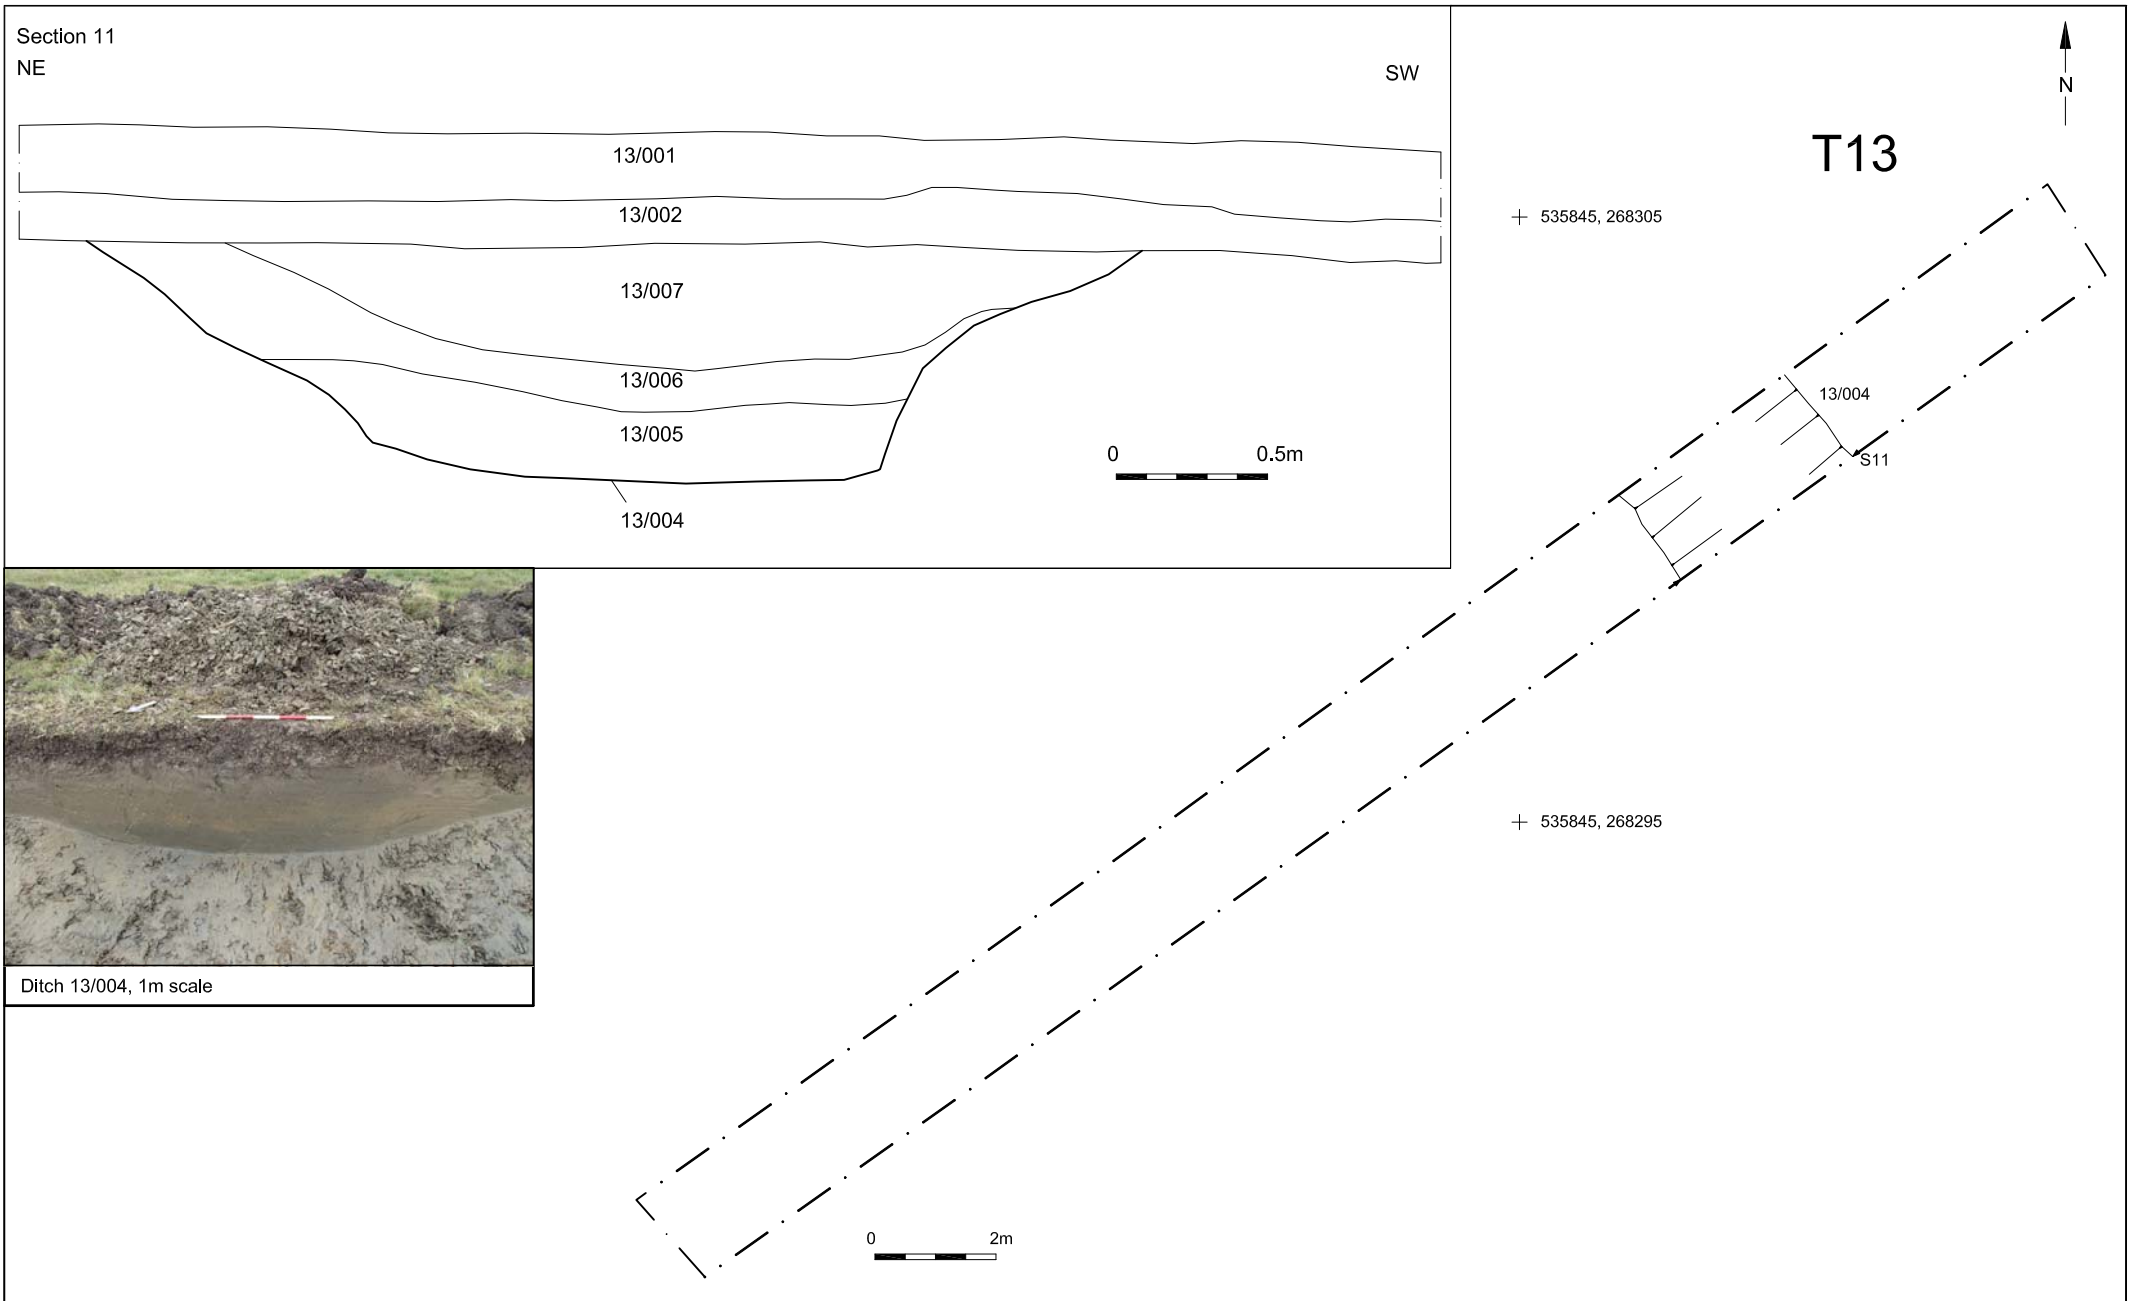 Section 11
NE
SW
13/001
13/002
13/007
13/006
13/005
13/004
0 0.5m
N
T13
535845, 268305
13/004
S11
535845, 268295
Ditch 13/004, 1m scale
0 2m